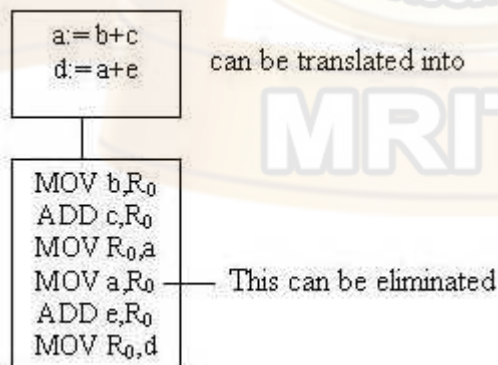 a:= b+c
d:= a+e
can be translated into
MRIT
MOV b,R₀
ADD c,R₀
MOV R₀,a
MOV a,R₀
This can be eliminated
ADD e,R₀
MOV R₀,d